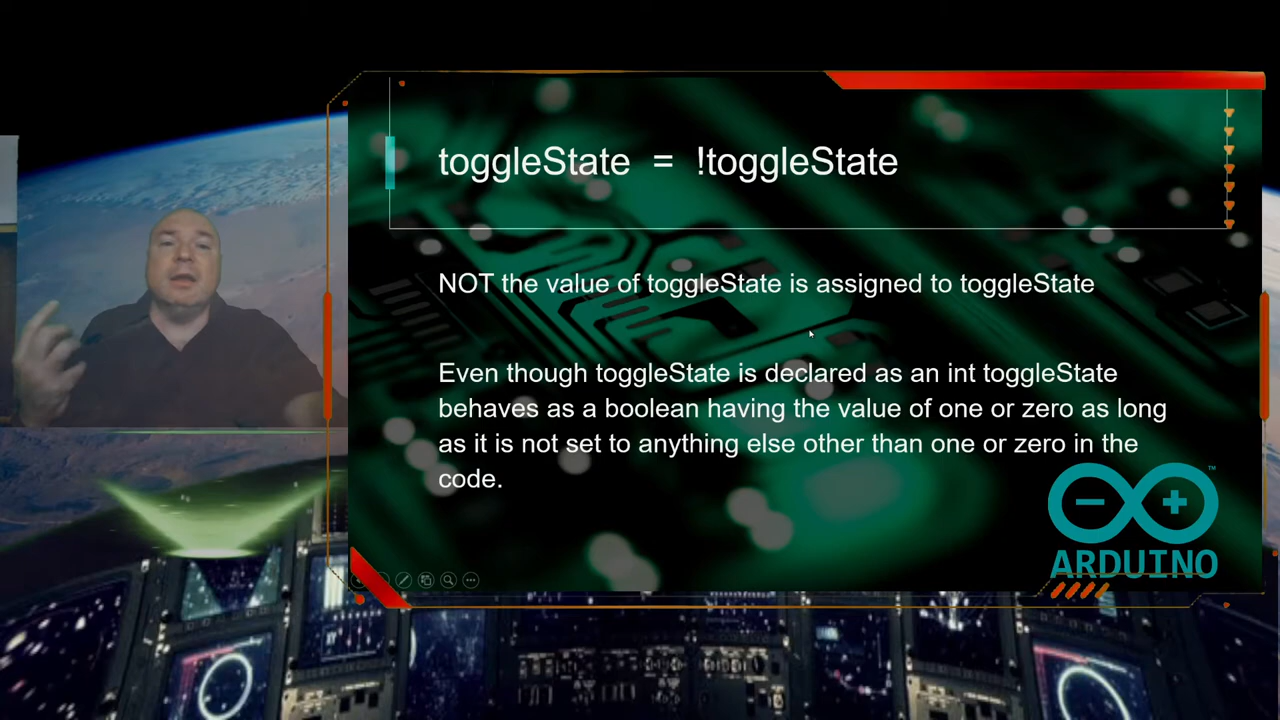 toggleState = !toggleState
NOT the value of toggleState is assigned to toggleState
Even though toggleState is declared as an int toggleState
behaves as a boolean having the value of one or zero as long
as it is not set to anything else other than one or zero in the
code.
TM
ARDUINO